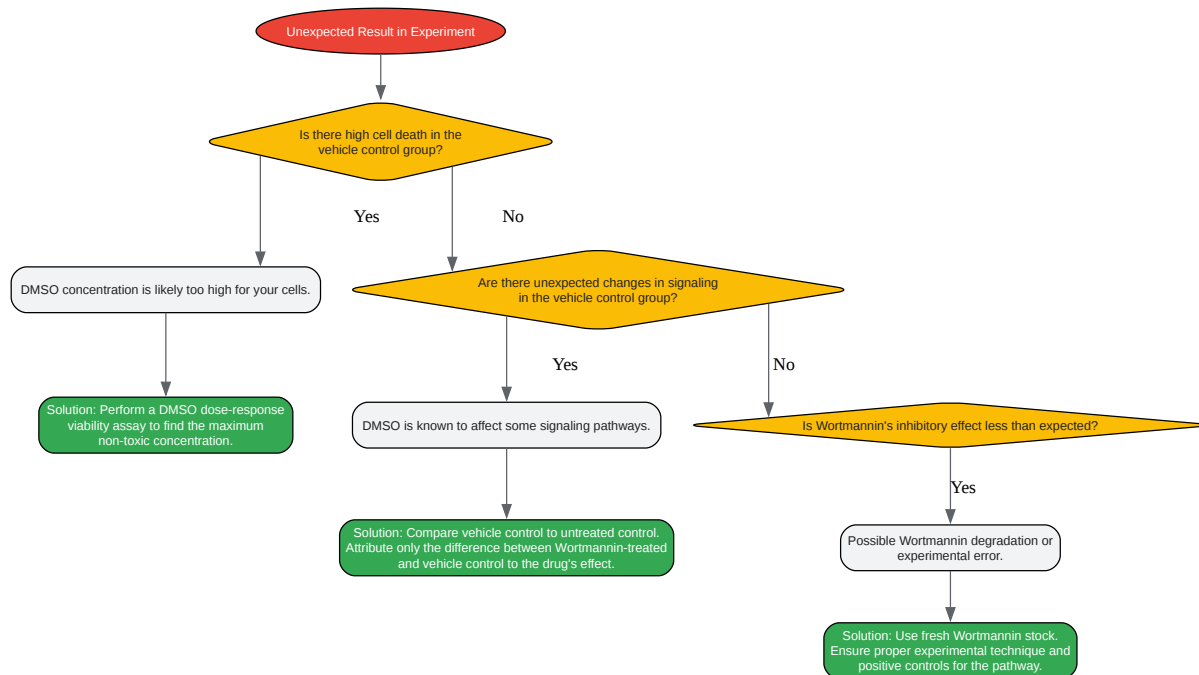 Unexpected Result in Experiment
Is there high cell death in the
vehicle control group?
Yes
No
DMSO concentration is likely too high for your cells.
Are there unexpected changes in signaling
in the vehicle control group?
Yes
No
Solution: Perform a DMSO dose-response
viability assay to find the maximum
non-toxic concentration.
DMSO is known to affect some signaling pathways.
Is Wortmannin's inhibitory effect less than expected?
Yes
Solution: Compare vehicle control to untreated control.
Attribute only the difference between Wortmannin-treated
and vehicle control to the drug's effect.
Possible Wortmannin degradation or
experimental error.
Solution: Use fresh Wortmannin stock.
Ensure proper experimental technique and
positive controls for the pathway.